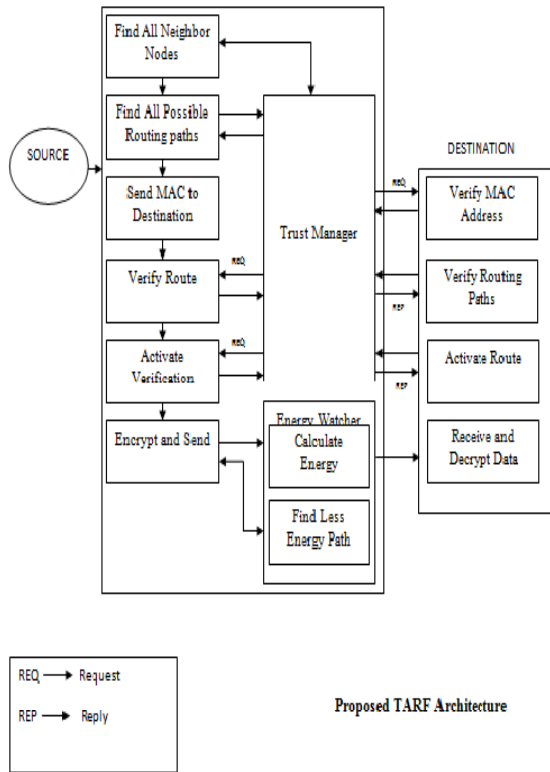 Find All Neighbor
Nodes
Find All Possible
Routing paths
SOURCE
Send MAC to
Destination
Verify Route
Activate
Verification
Encrypt and Send
Trust Manager
REQ
REQ
Energy Watcher
Calculate
Energy
Find Less
Energy Path
REQ
REP
REP
DESTINATION
Verify MAC
Address
Verify Routing
Paths
Activate Route
Receive and
Decrypt Data
REQ Request
REP Reply
Proposed TARF Architecture